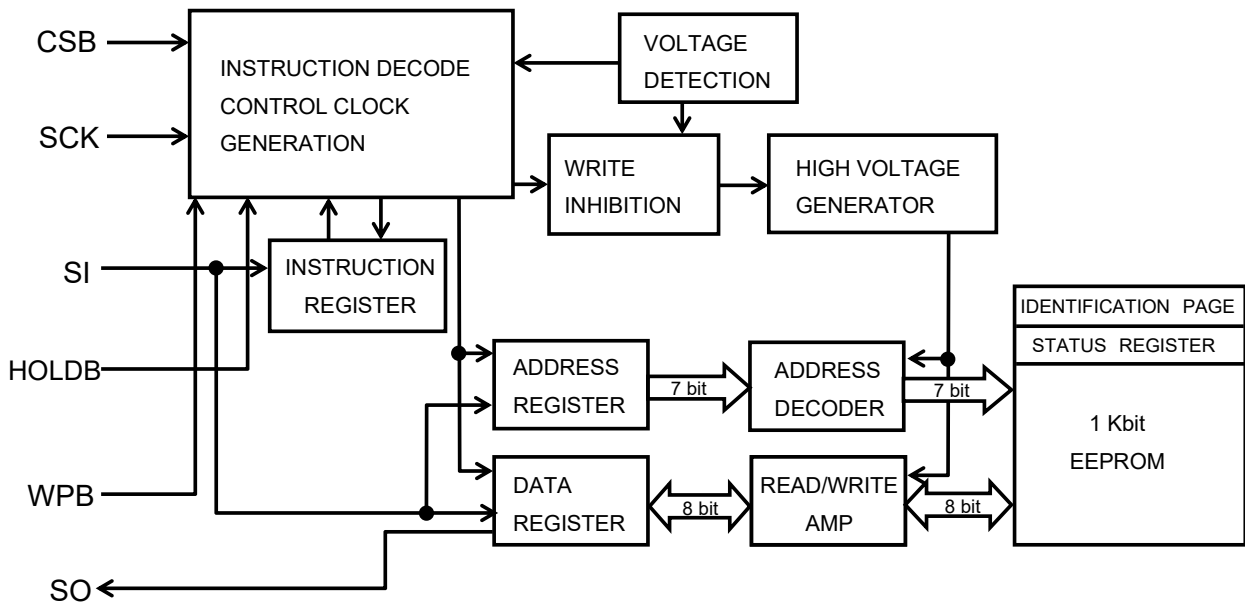 CSB
SCK
SI
HOLDB
WPB
SO
INSTRUCTION DECODE
CONTROL CLOCK
GENERATION
VOLTAGE
DETECTION
WRITE
INHIBITION
HIGH VOLTAGE
GENERATOR
INSTRUCTION
REGISTER
ADDRESS
REGISTER
7 bit
ADDRESS
DECODER
7 bit
DATA
REGISTER
8 bit
READ/WRITE
AMP
8 bit
IDENTIFICATION PAGE
STATUS REGISTER
1 Kbit
EEPROM